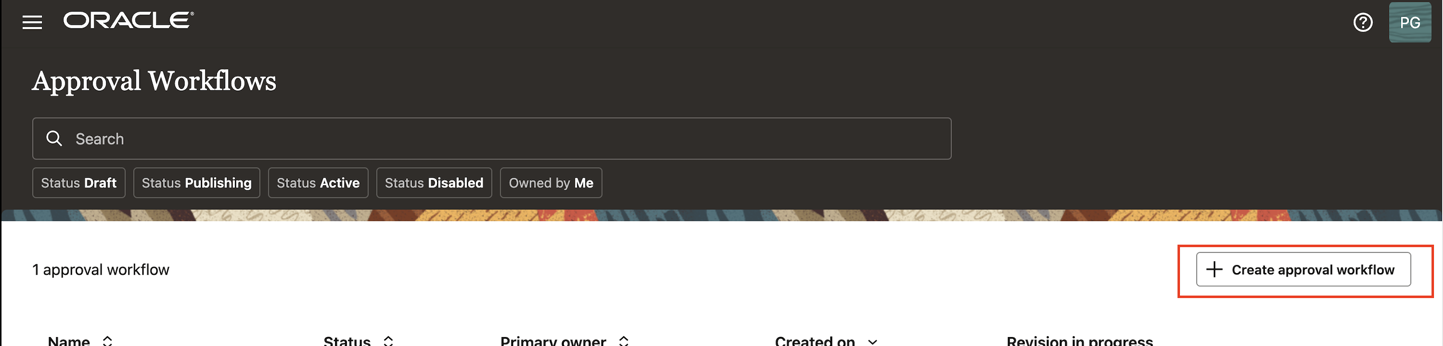 ORACLE
PG
Approval Workflows
Search
Status Draft Status Publishing Status Active Status Disabled Owned by Me
1 approval workflow
Create approval workflow
Name Status Primary owner Created on Revision in progress